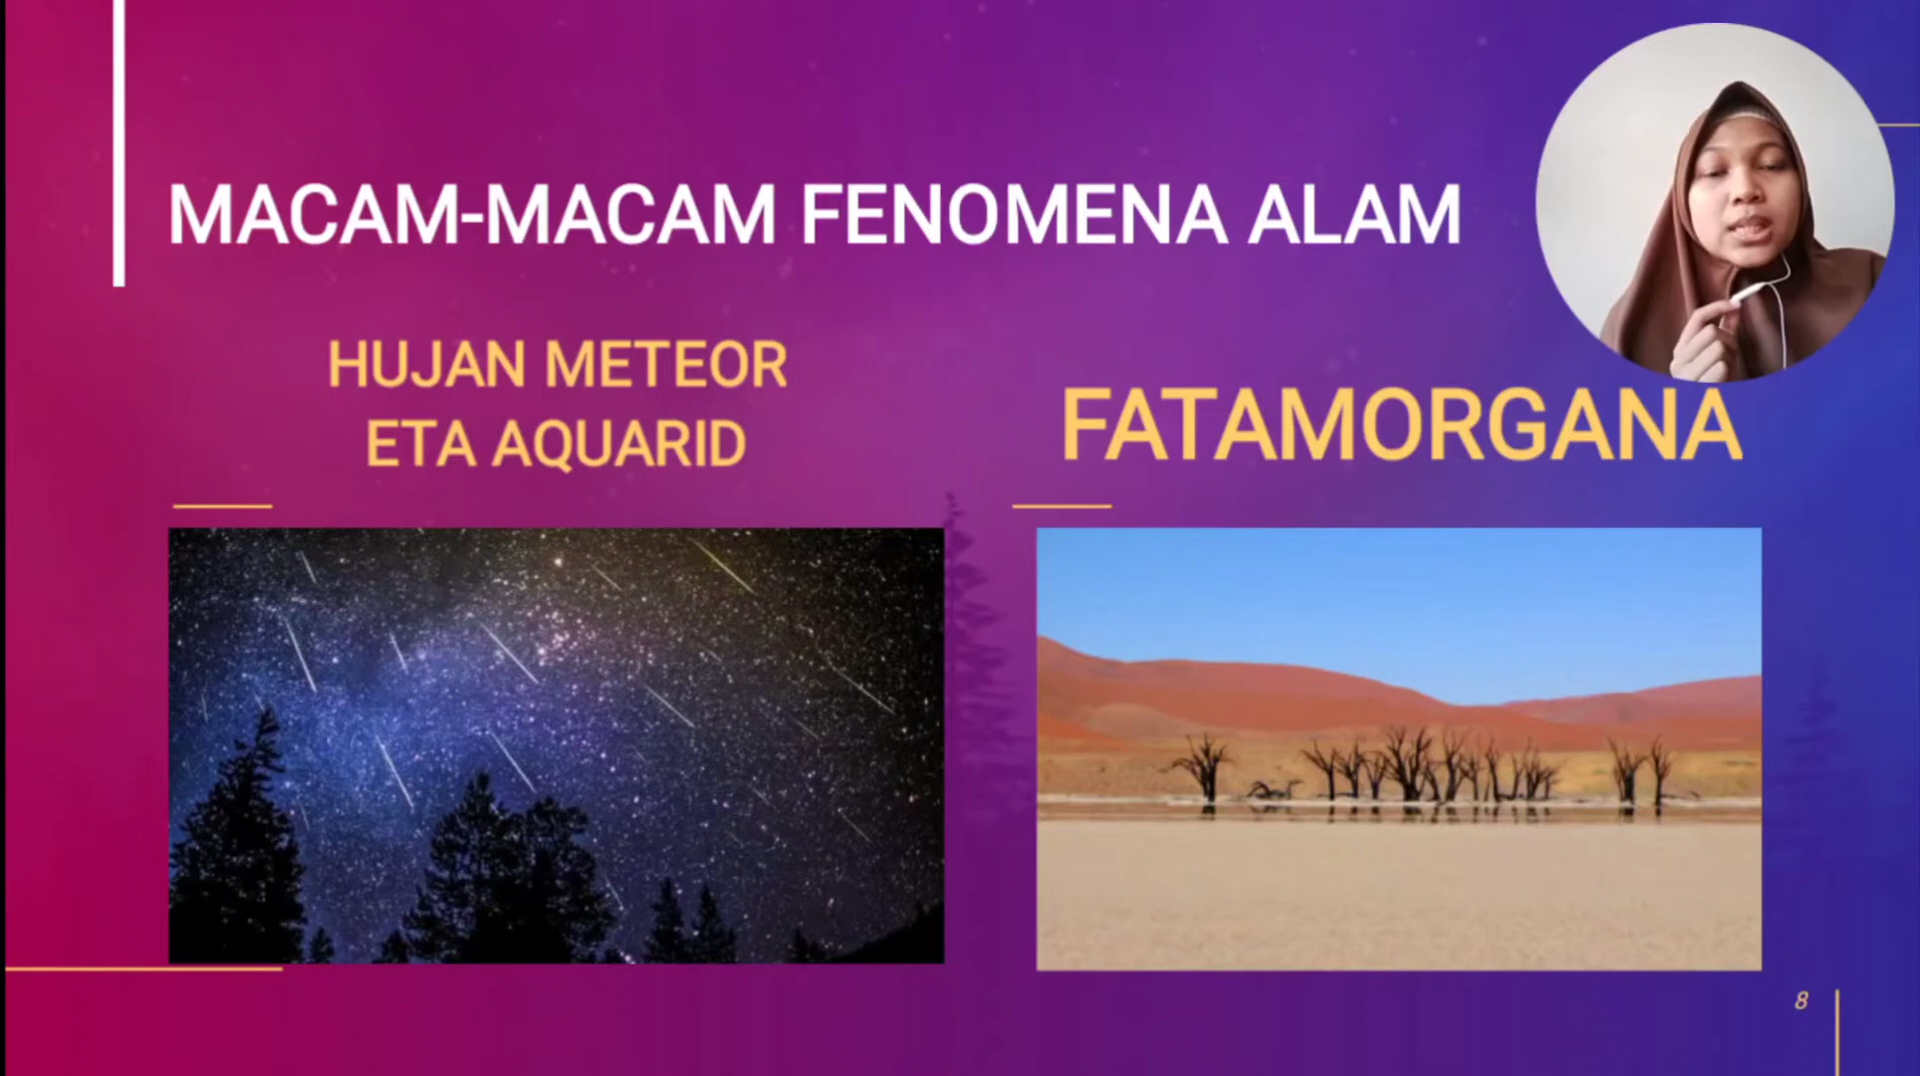 MACAM-MACAM FENOMENA ALAM
HUJAN METEOR
ETA AQUARID
FATAMORGANA
8